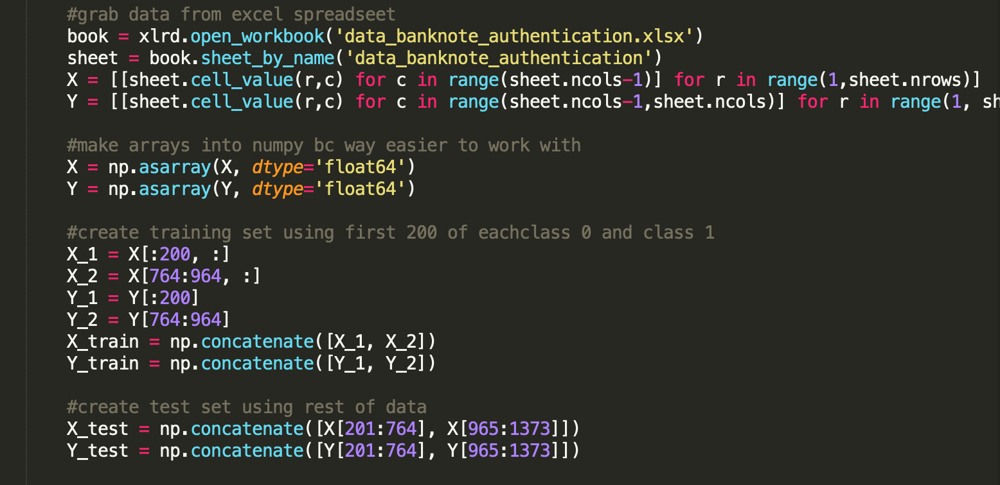 #grab data from excel spreadseet
book = xlrd.open_workbook('data_banknote_authentication.xlsx')
sheet = book.sheet_by_name('data_banknote_authentication')
X = [[sheet.cell_value(r,c) for c in range(sheet.ncols-1)] for r in range(1,sheet.nrows)]
Y = [[sheet.cell_value(r,c) for c in range(sheet.ncols-1,sheet.ncols)] for r in range(1, sh
#make arrays into numpy bc way easier to work with
X = np.asarray(X, dtype='float64')
Y = np.asarray(Y, dtype='float64')
#create training set using first 200 of eachclass 0 and class 1
X_1 = X[:200, :]
X_2 = X[764:964, :]
Y_1 = Y[:200]
Y_2 = Y[764:964]
X_train = np.concatenate([X_1, X_2])
Y_train = np.concatenate([Y_1, Y_2])
#create test set using rest of data
X_test = np.concatenate([X[201:764], X[965:1373]])
Y_test = np.concatenate([Y[201:764], Y[965:1373]])